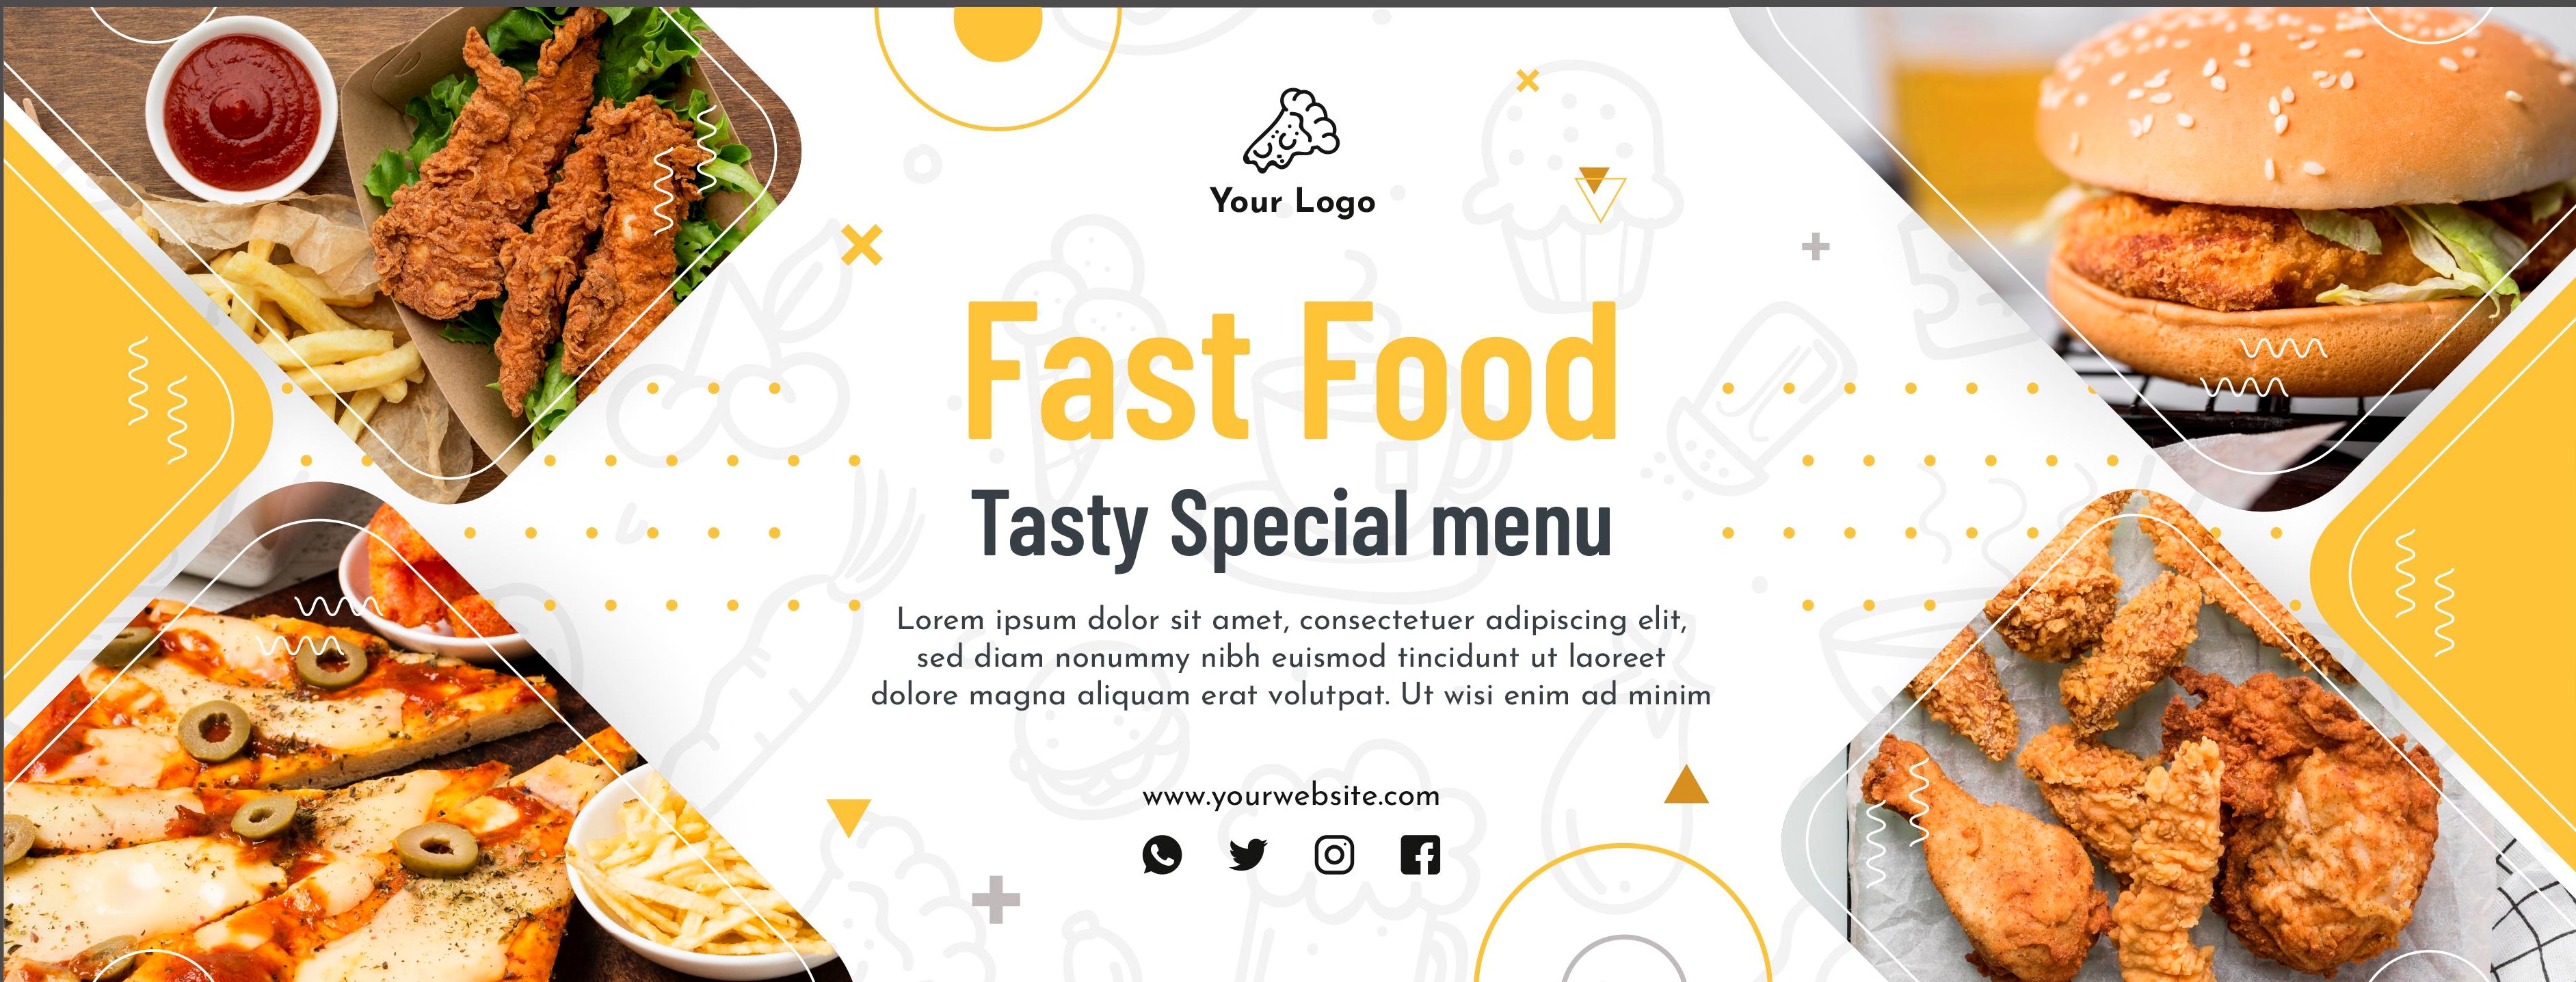 Your Logo
Fast Food
Tasty Special menu
Lorem ipsum dolor sit amet, consectetuer adipiscing elit,
sed diam nonummy nibh euismod tincidunt ut laoreet
dolore magna aliquam erat volutpat. Ut wisi enim ad minim
www.yourwebsite.com